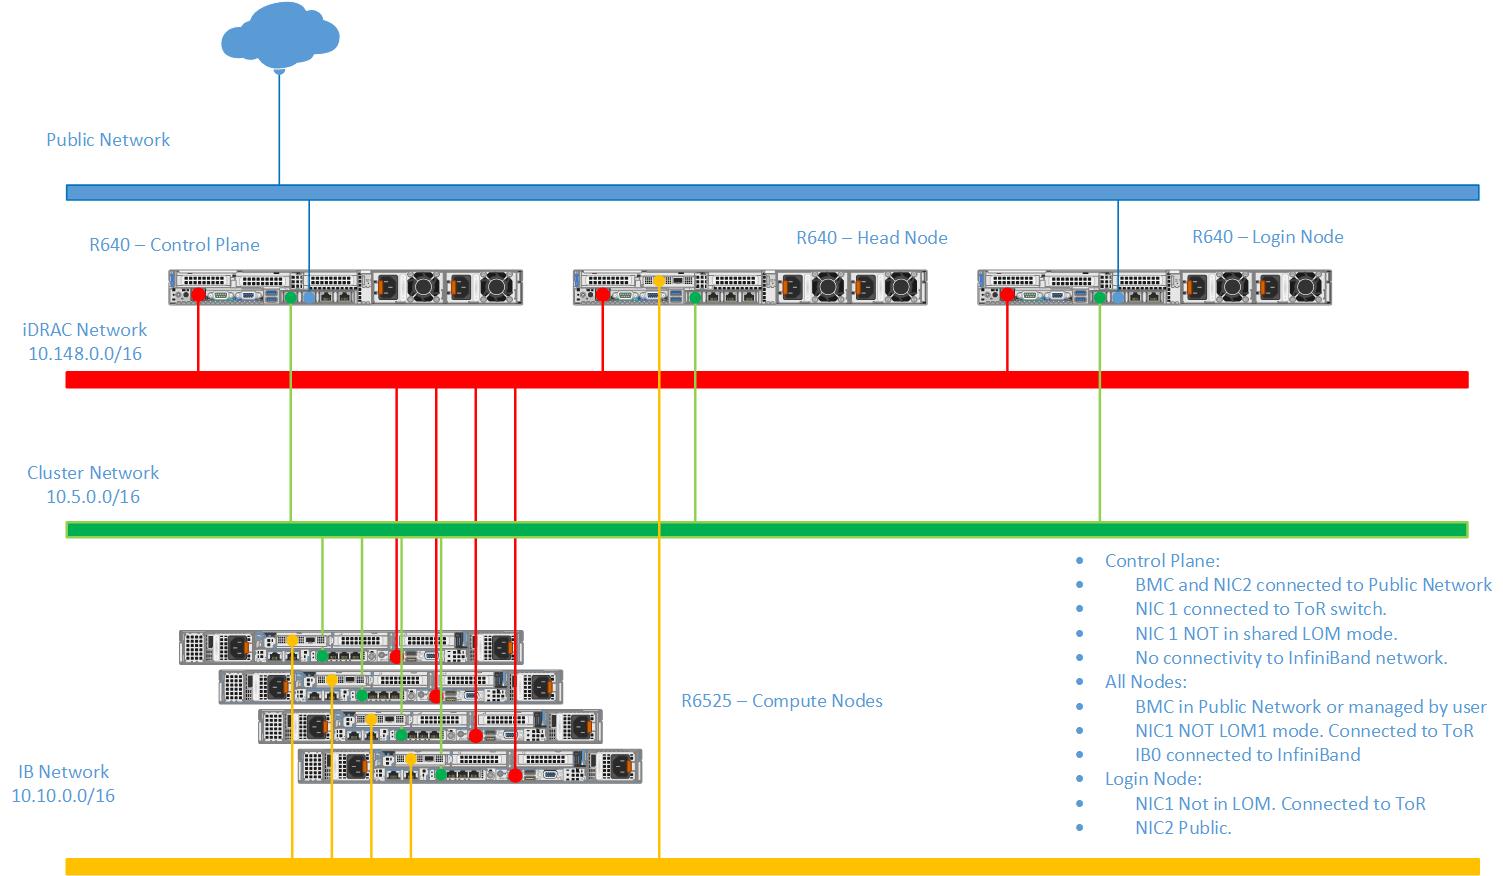 Public Network
R640 – Control Plane
R640 – Head Node
R640 – Login Node
iDRAC Network
10.148.0.0/16
Cluster Network
10.5.0.0/16
R6525 – Compute Nodes
IB Network
10.10.0.0/16
• Control Plane:
• BMC and NIC2 connected to Public Network
• NIC 1 connected to ToR switch.
• NIC 1 NOT in shared LOM mode.
• No connectivity to InfiniBand network.
• All Nodes:
• BMC in Public Network or managed by user
• NIC1 NOT LOM1 mode. Connected to ToR
• IB0 connected to InfiniBand
• Login Node:
• NIC1 Not in LOM. Connected to ToR
• NIC2 Public.